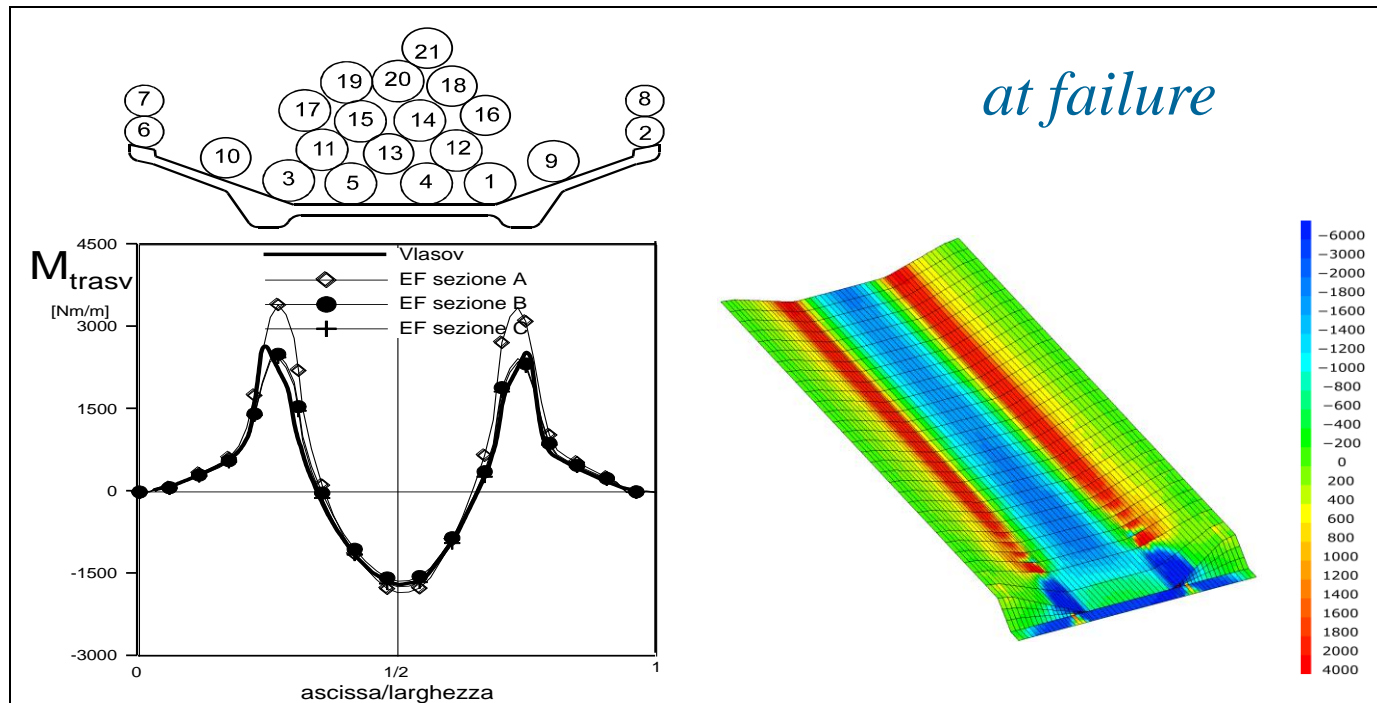 21
19 20 18
7 17 15 14 16 8
6 10 11 13 12 9 2
3 5 4 1
at failure
4500
M trasv
[Nm/m]
3000
1500
0
-1500
-3000
Vlasov
EF sezione A
EF sezione B
EF sezione C
0
1/2
1
ascissa/larghezza
−6000
−3000
−2000
−1800
−1600
−1400
−1200
−1000
−800
−600
−400
−200
0
200
400
600
800
1000
1200
1400
1600
1800
2000
4000